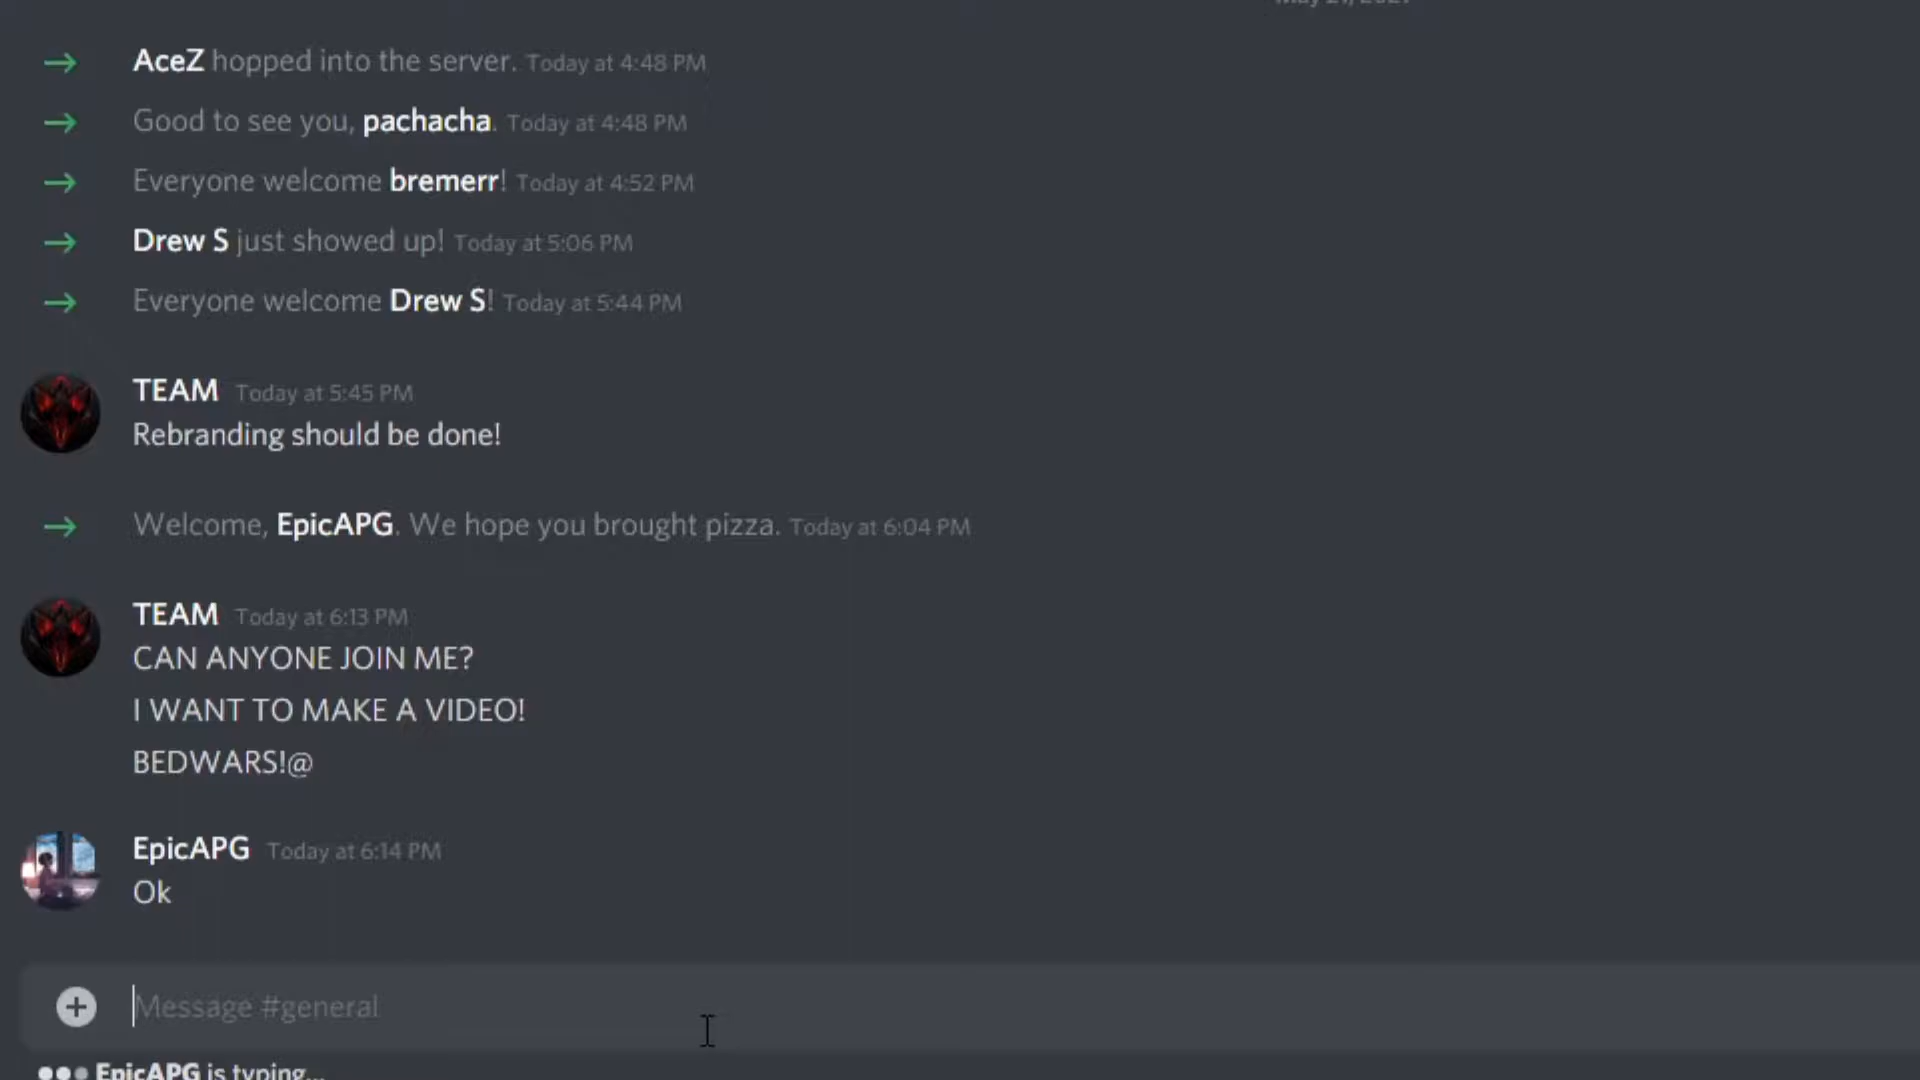 AceZ hopped into the server. Today at 4:48 PM
Good to see you, pachacha. Today at 4:48 PM
Everyone welcome bremerr! Today at 4:52 PM
Drew S just showed up! Today at 5:06 PM
Everyone welcome Drew S! Today at 5:44 PM
TEAM Today at 5:45 PM
Rebranding should be done!
Welcome, EpicAPG. We hope you brought pizza. Today at 6:04 PM
TEAM Today at 6:13 PM
CAN ANYONE JOIN ME?
I WANT TO MAKE A VIDEO!
BEDWARS!@
EpicAPG Today at 6:14 PM
Ok
Message #general
EpicAPG is typing...